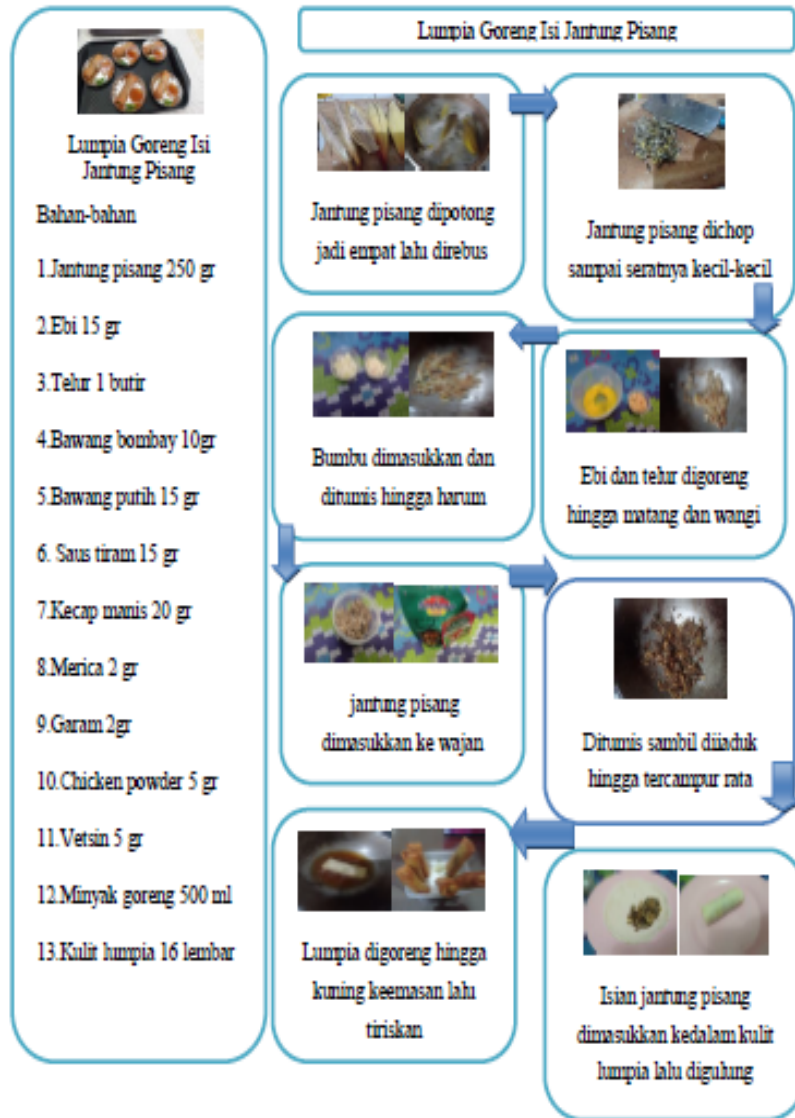 Lumpia Goreng Isi
Jantung Pisang
Bahan-bahan
1.Jantung pisang 250 gr
2.Ebi 15 gr
3.Telur 1 butir
4.Bawang bombay 10gr
5.Bawang putih 15 gr
6. Saus tiram 15 gr
7.Kecap manis 20 gr
8.Merica 2 gr
9.Garam 2gr
10.Chicken powder 5 gr
11.Vetsin 5 gr
12.Minyak goreng 500 ml
13.Kulit lumpia 16 lembar
Lumpia Goreng Isi Jantung Pisang
Jantung pisang dipotong
jadi empat lalu direbus
Jantung pisang dichop
sampai seratnya kecil-kecil
Ebi dan telur digoreng
hingga matang dan wangi
Bumbu dimasukkan dan
ditumis hingga harum
jantung pisang
dimasukkan ke wajan
Ditumis sambil diiaduk
hingga tercampur rata
Isian jantung pisang
dimasukkan kedalam kulit
lumpia lalu digulung
Lumpia digoreng hingga
kuning keemasan lalu
tiriskan